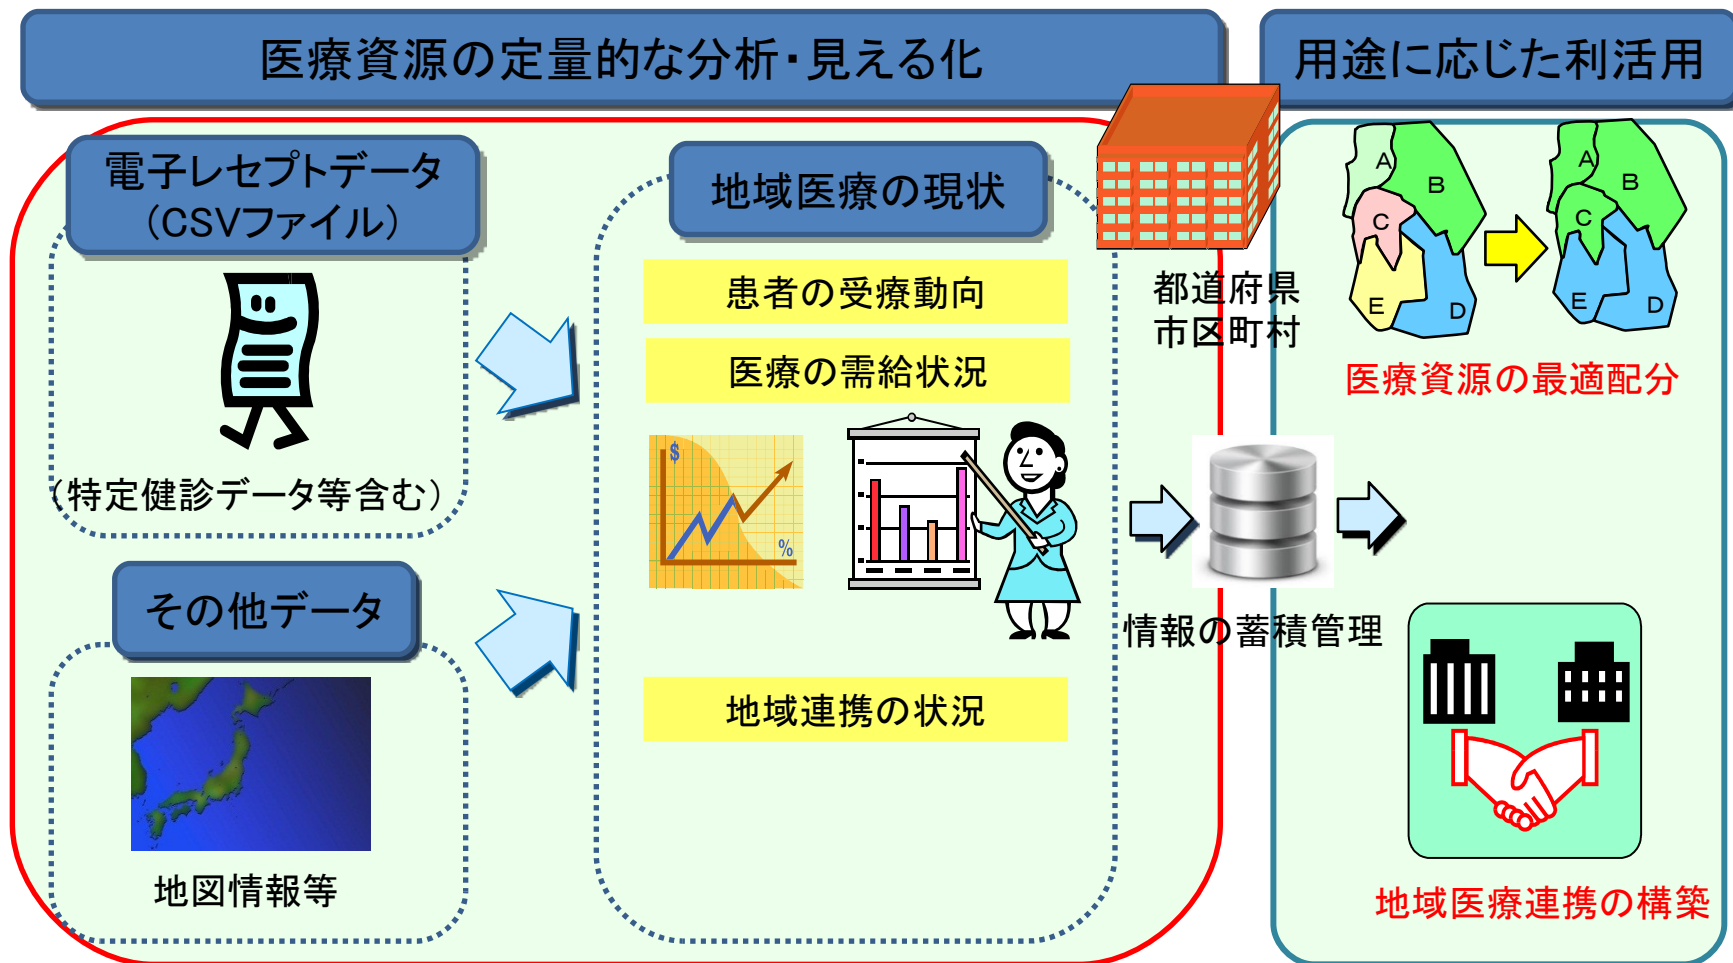 医療資源の定量的な分析・見える化
用途に応じた利活用
電子レセプトデータ
(CSVファイル)
(特定健診データ等含む)
その他データ
地図情報等
地域医療の現状
患者の受療動向
医療の需給状況
$
%
地域連携の状況
都道府県
市区町村
情報の蓄積管理
A
B
C
E
D
A
B
C
E
D
医療資源の最適配分
地域医療連携の構築